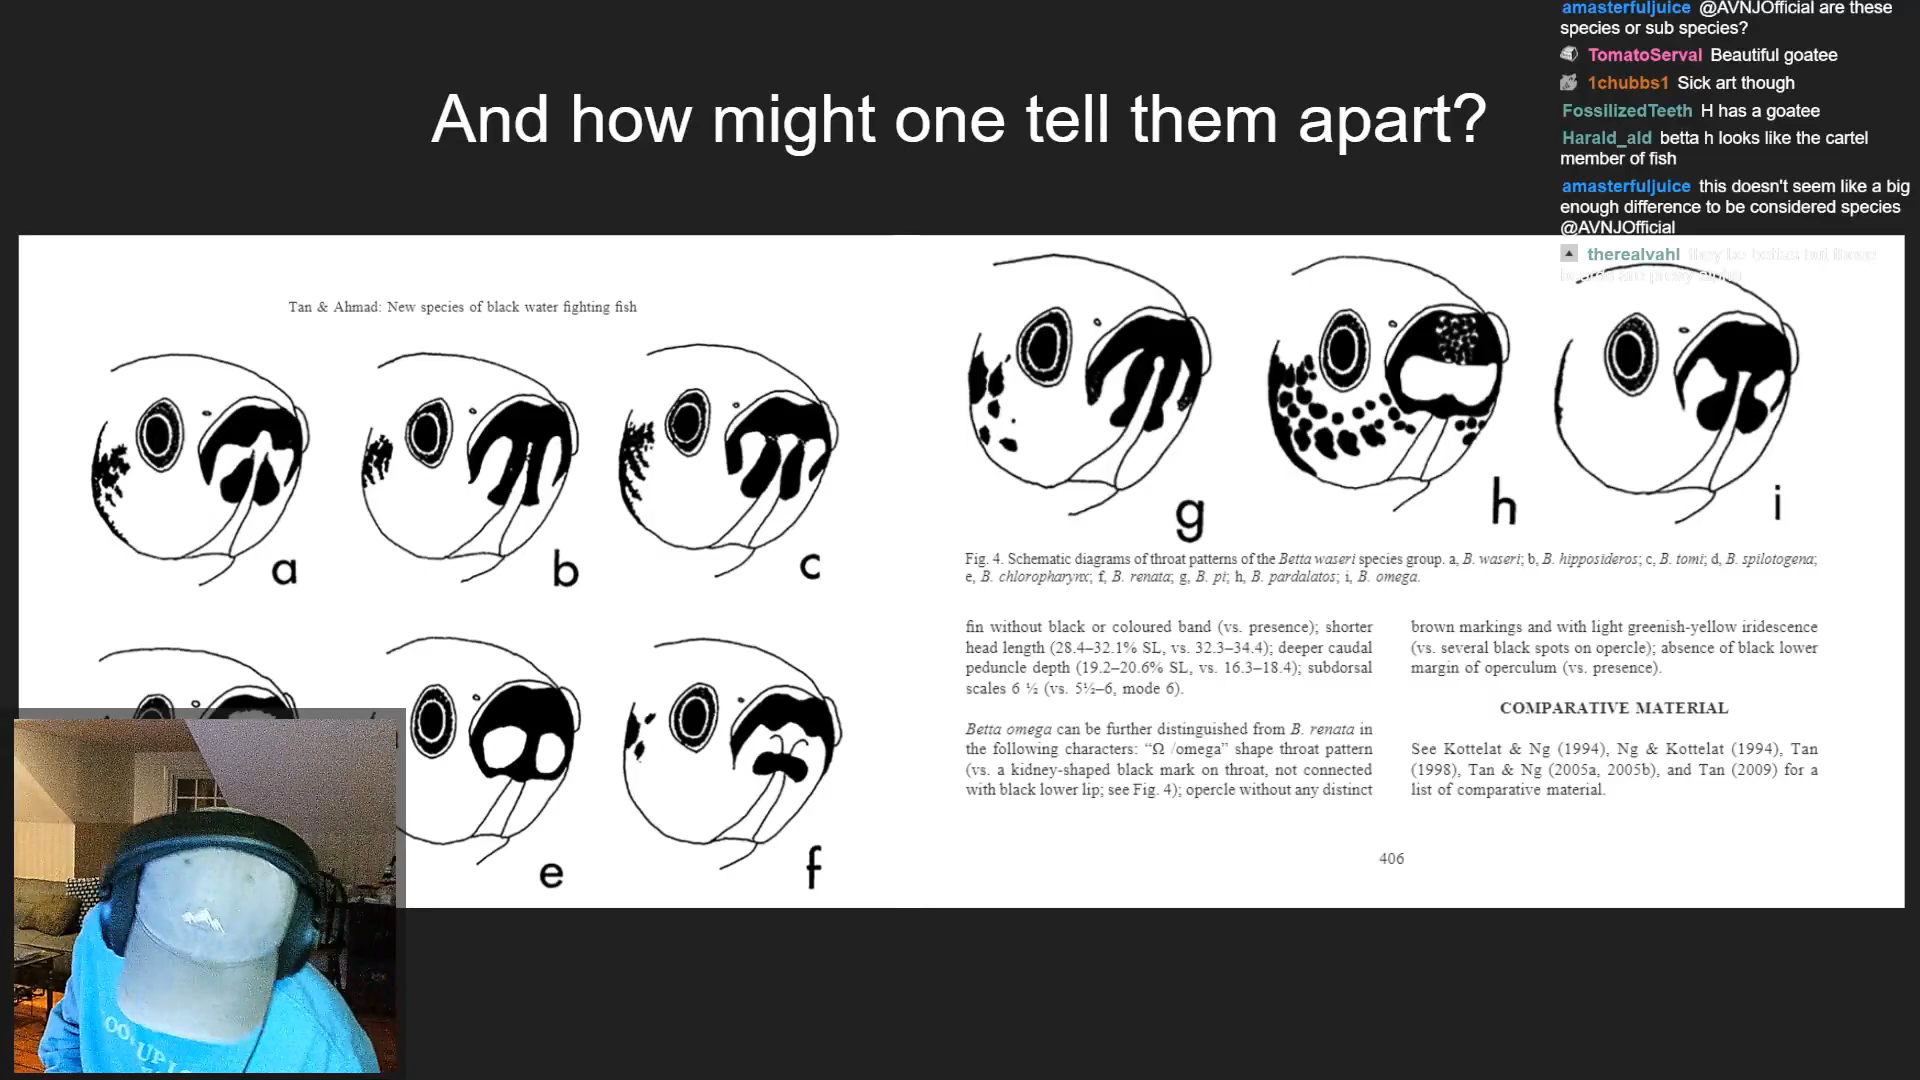 And how might one tell them apart?
amasterfuljuice @AVNJOfficial are these
species or sub species?
TomatoServal Beautiful goatee
1chubbs1 Sick art though
FossilizedTeeth H has a goatee
Harald_ald betta h looks like the cartel
member of fish
amasterfuljuice this doesn't seem like a big
enough difference to be considered species
@AVNJOfficial
therealvahl they be bettas but those
Tan & Ahmad: New species of black water fighting fish
a
b
c
e
f
g
h
i
Fig. 4. Schematic diagrams of throat patterns of the Betta waseri species group. a, B. waseri; b, B. hipposideros; c, B. tomi; d, B. spilotogena;
e, B. chloropharynx; f, B. renata; g, B. pi; h, B. pardalatos; i, B. omega.
fin without black or coloured band (vs. presence); shorter
head length (28.4–32.1% SL, vs. 32.3–34.4); deeper caudal
peduncle depth (19.2–20.6% SL, vs. 16.3–18.4); subdorsal
scales 6 ½ (vs. 5½–6, mode 6).
Betta omega can be further distinguished from B. renata in
the following characters: “Ω /omega” shape throat pattern
(vs. a kidney-shaped black mark on throat, not connected
with black lower lip; see Fig. 4); opercle without any distinct
brown markings and with light greenish-yellow iridescence
(vs. several black spots on opercle); absence of black lower
margin of operculum (vs. presence).
COMPARATIVE MATERIAL
See Kottelat & Ng (1994), Ng & Kottelat (1994), Tan
(1998), Tan & Ng (2005a, 2005b), and Tan (2009) for a
list of comparative material.
406